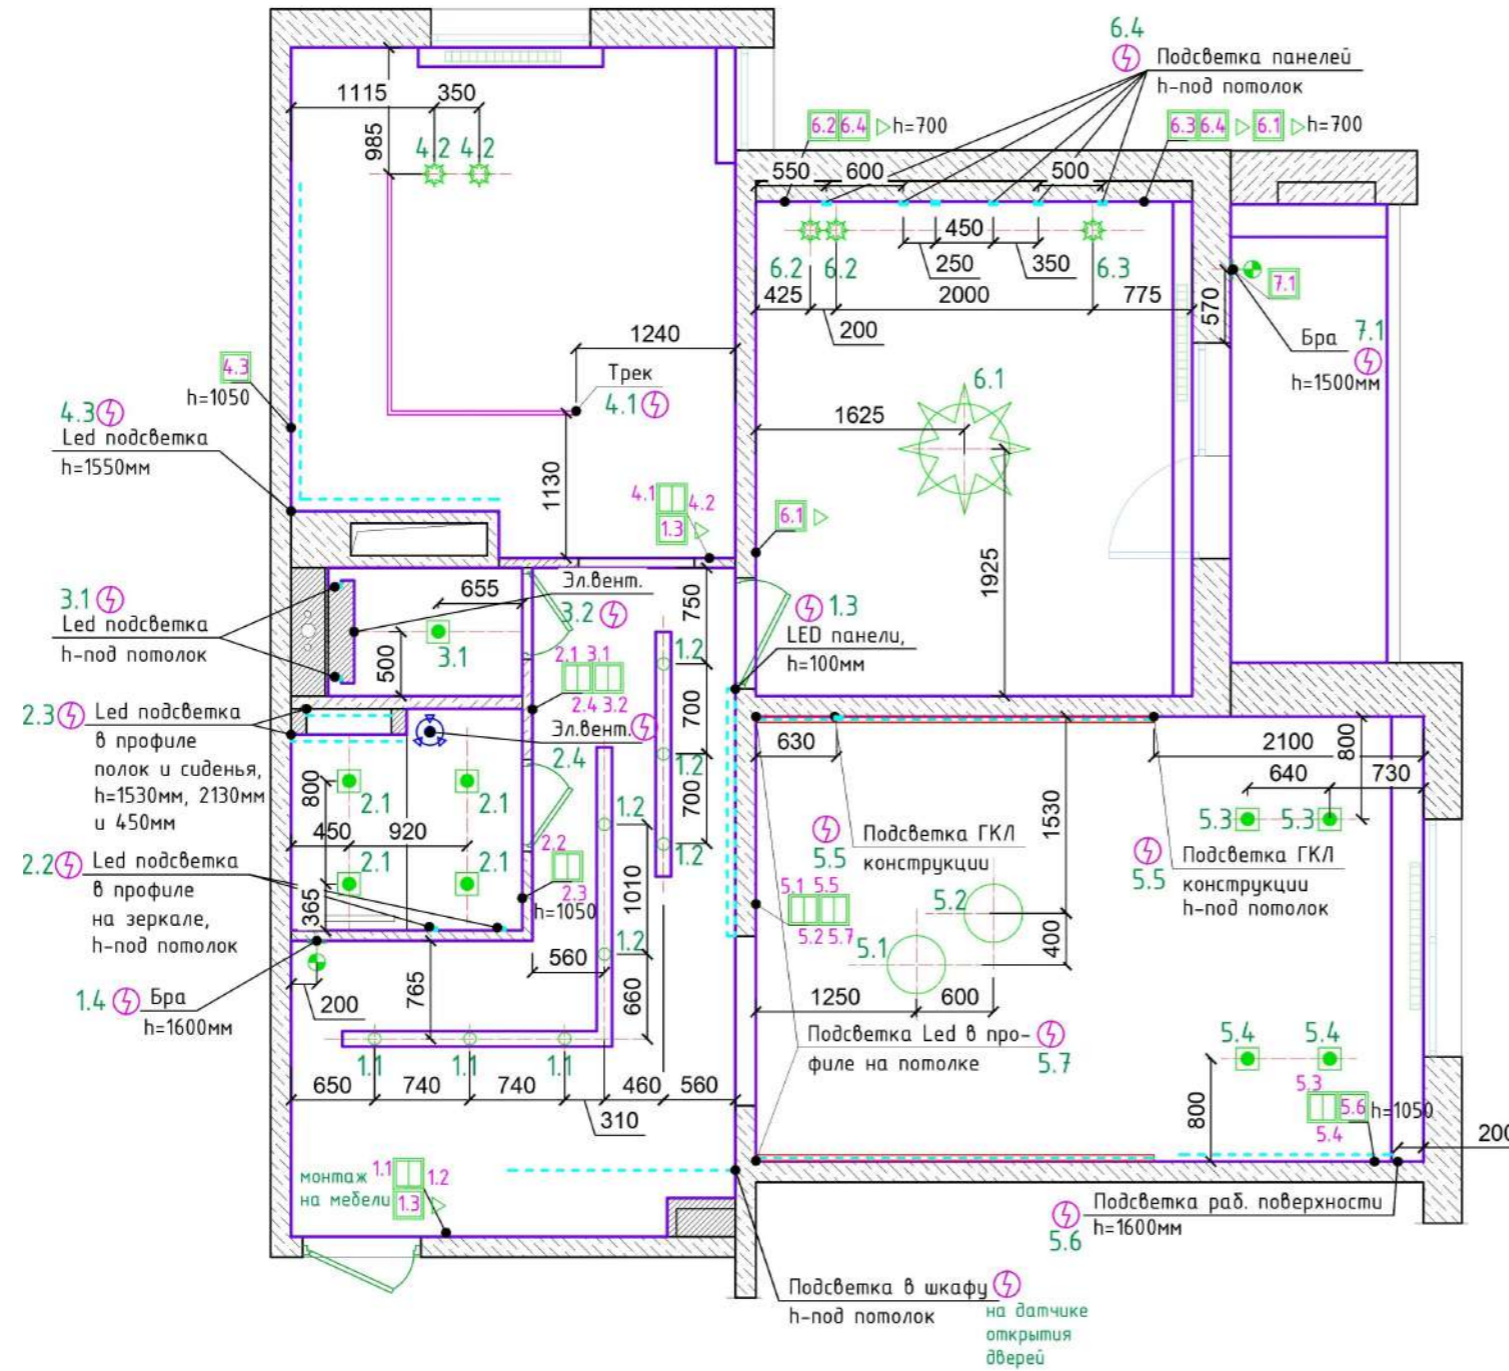 6.4
Подсветка панелей
h-под потолок
1115
350
985
4.2 4.2
6.2 6.4 h=700
6.3 6.4 6.1 h=700
550
600
500
450
250
350
6.2 6.2
6.3
425
2000
775
200
570
7.1
Бра
7.1
h=1500мм
1240
Трек
4.1
4.3
h=1050
4.3
Led подсветка
h=1550мм
1130
6.1
1625
1925
4.1
4.2
1.3
6.1
3.1
Led подсветка
h-под потолок
655
Эл.вент.
3.2
3.1
500
750
1.3
LED панели,
h=100мм
2.1 3.1
2.4 3.2
1.2
700
2.3
Led подсветка
в профиле
полок и сиденья,
h=1530мм, 2130мм
и 450мм
Эл.вент.
2.4
1.2
700
1.2
800
2.1
2.1
450
920
2.1
2.1
365
2.2
2.3
h=1050
1.2
1010
1.2
560
660
2.2
Led подсветка
в профиле
на зеркале,
h-под потолок
1.4
Бра
h=1600мм
200
765
1.1
1.1
1.1
650
740
740
460
560
310
630
2100
800
640
730
1530
5.3
5.3
5.5
Подсветка ГКЛ
конструкции
5.5
Подсветка ГКЛ
конструкции
h-под потолок
5.1 5.5
5.2 5.7
5.2
5.1
400
1250
600
Подсветка Led в про-
филе на потолке
5.7
5.4
5.4
800
5.3
5.6
h=1050
5.4
200
монтаж
на мебели
1.1
1.2
1.3
Подсветка раб. поверхности
h=1600мм
5.6
Подсветка в шкафу
h-под потолок
на датчике
открытия
дверей